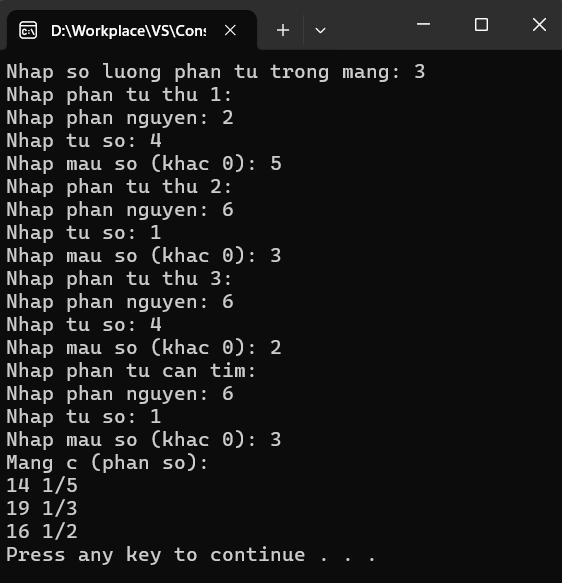 D:\Workplace\VS\Cons
Nhap so luong phan tu trong mang: 3
Nhap phan tu thu 1:
Nhap phan nguyen: 2
Nhap tu so: 4
Nhap mau so (khac 0): 5
Nhap phan tu thu 2:
Nhap phan nguyen: 6
Nhap tu so: 1
Nhap mau so (khac 0): 3
Nhap phan tu thu 3:
Nhap phan nguyen: 6
Nhap tu so: 4
Nhap mau so (khac 0): 2
Nhap phan tu can tim:
Nhap phan nguyen: 6
Nhap tu so: 1
Nhap mau so (khac 0): 3
Mang c (phan so):
14 1/5
19 1/3
16 1/2
Press any key to continue . . .